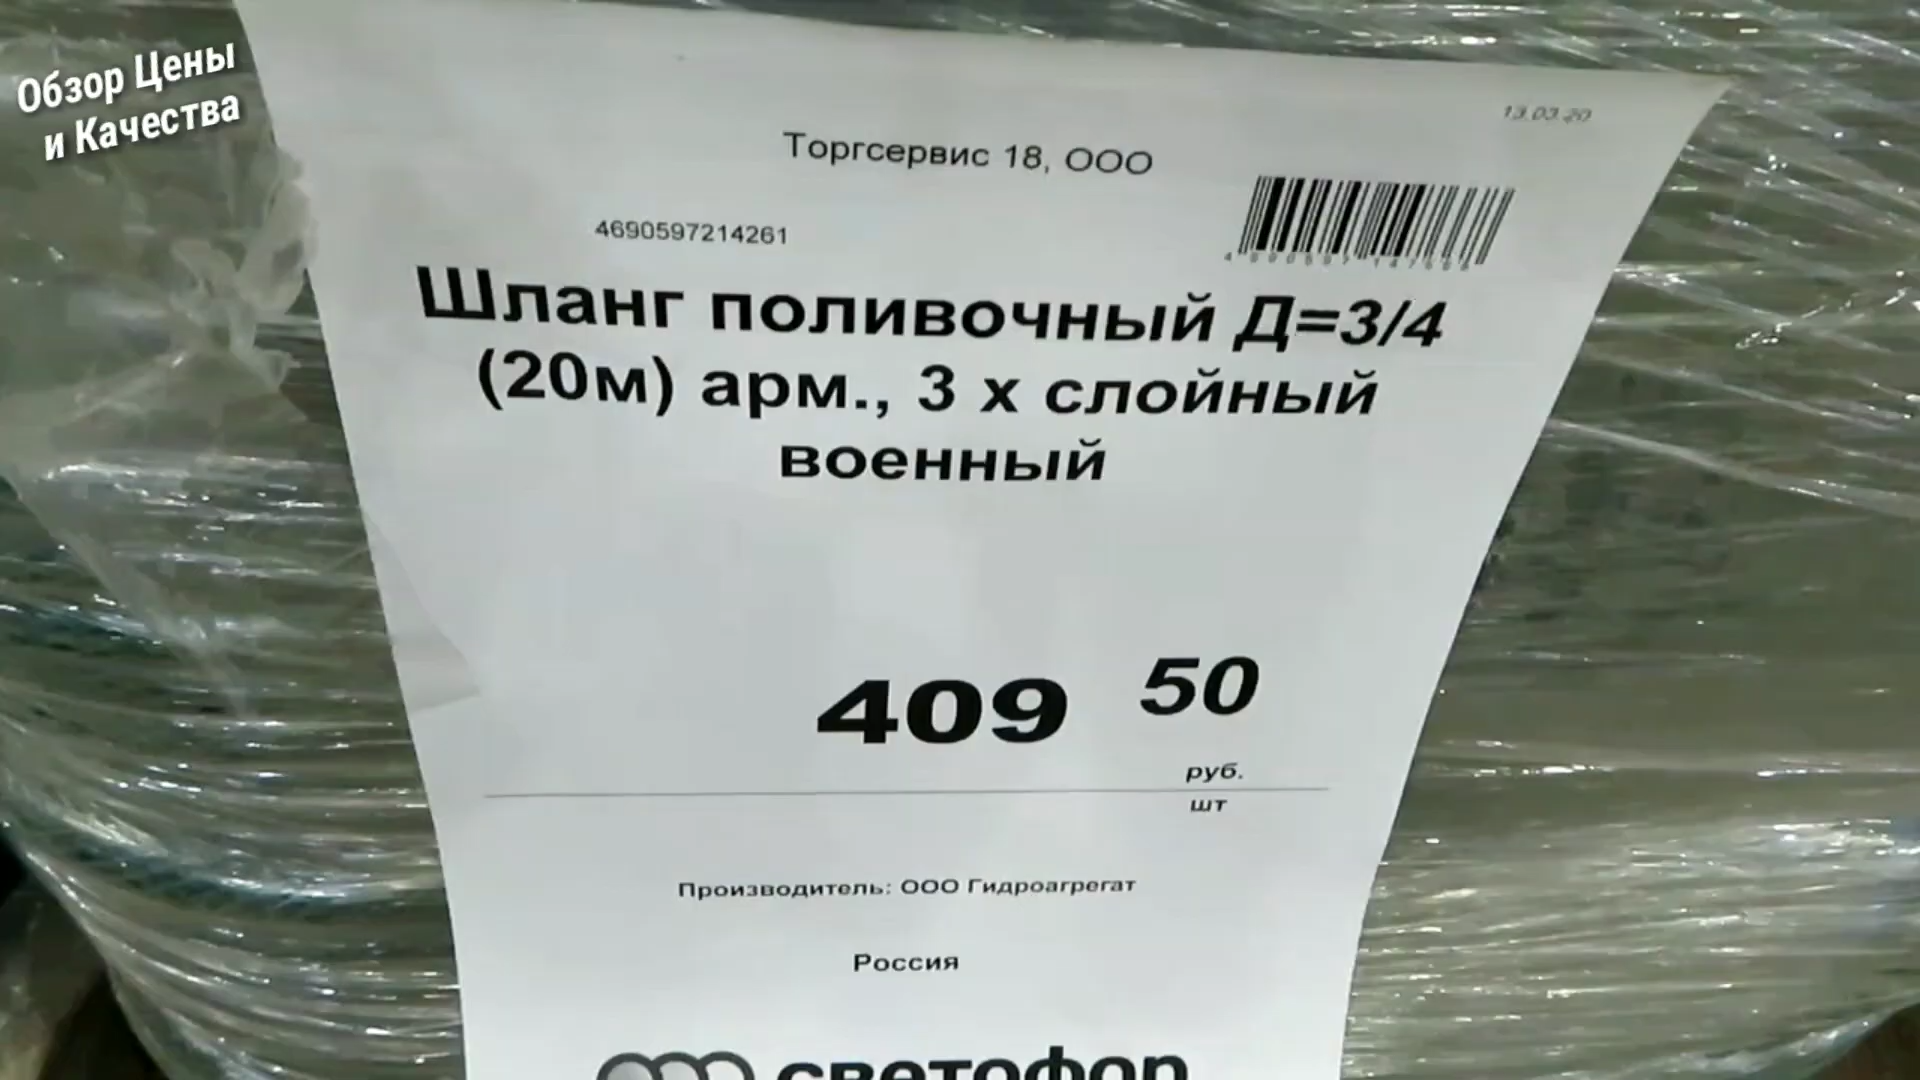 Обзор Цены
и Качества
13.03.20
Торгсервис 18, ООО
4690597214261
Шланг поливочный Д=3/4
(20м) арм., 3 х слойный
военный
409 50
руб.
шт
Производитель: ООО Гидроагрегат
Россия
светофор